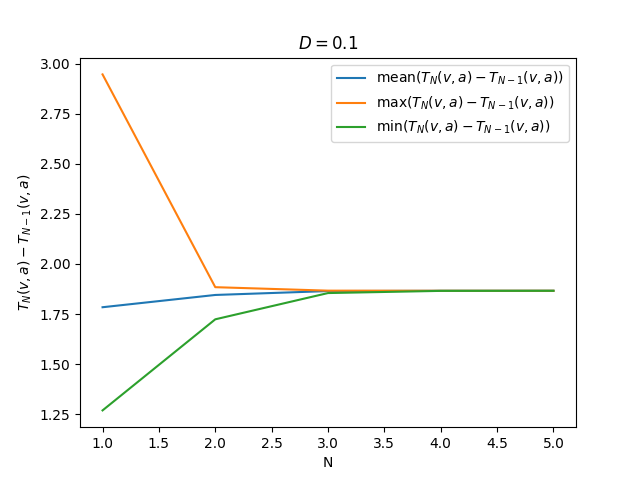 D = 0.1
3.00
2.75
2.50
2.25
2.00
1.75
1.50
1.25
T_N(v, a) − T_{N−1}(v, a)
mean(T_N(v, a) − T_{N−1}(v, a))
max(T_N(v, a) − T_{N−1}(v, a))
min(T_N(v, a) − T_{N−1}(v, a))
1.0 1.5 2.0 2.5 3.0 3.5 4.0 4.5 5.0
N